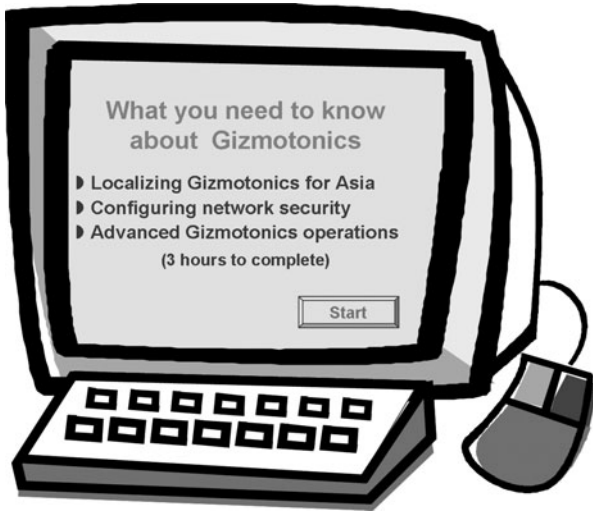 What you need to know
about Gizmotonics
Localizing Gizmotonics for Asia
Configuring network security
Advanced Gizmotonics operations
(3 hours to complete)
Start